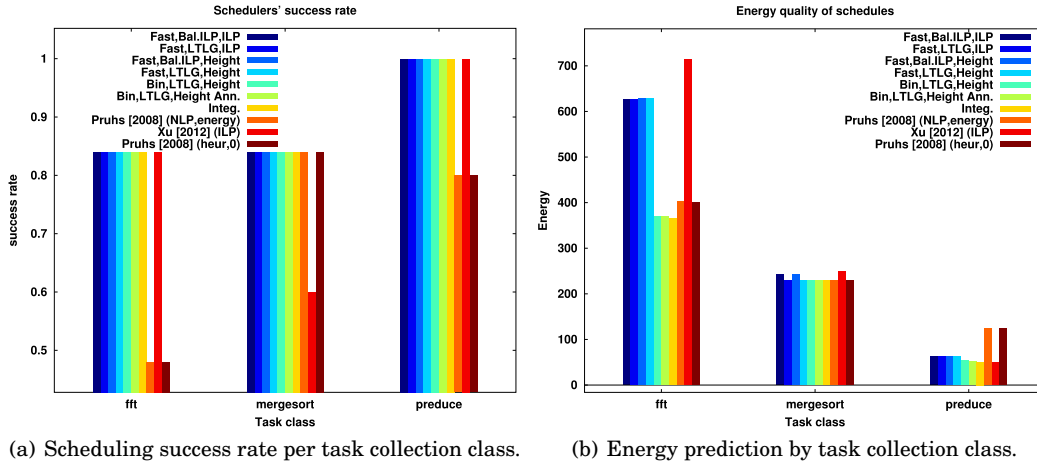 Schedulers' success rate
Fast,Bal.ILP,ILP
Fast,LTLG,ILP
Fast,Bal.ILP,Height
Fast,LTLG,Height
Bin,LTLG,Height
Bin,LTLG,Height Ann.
Integ.
Pruhs [2008] (NLP,energy)
Xu [2012] (ILP)
Pruhs [2008] (heur,0)
1
0.9
0.8
0.7
0.6
0.5
success rate
fft mergesort preduce
Task class
(a) Scheduling success rate per task collection class.
Energy quality of schedules
Fast,Bal.ILP,ILP
Fast,LTLG,ILP
Fast,Bal.ILP,Height
Fast,LTLG,Height
Bin,LTLG,Height
Bin,LTLG,Height Ann.
Integ.
Pruhs [2008] (NLP,energy)
Xu [2012] (ILP)
Pruhs [2008] (heur,0)
700
600
500
400
300
200
100
0
Energy
fft mergesort preduce
Task class
(b) Energy prediction by task collection class.